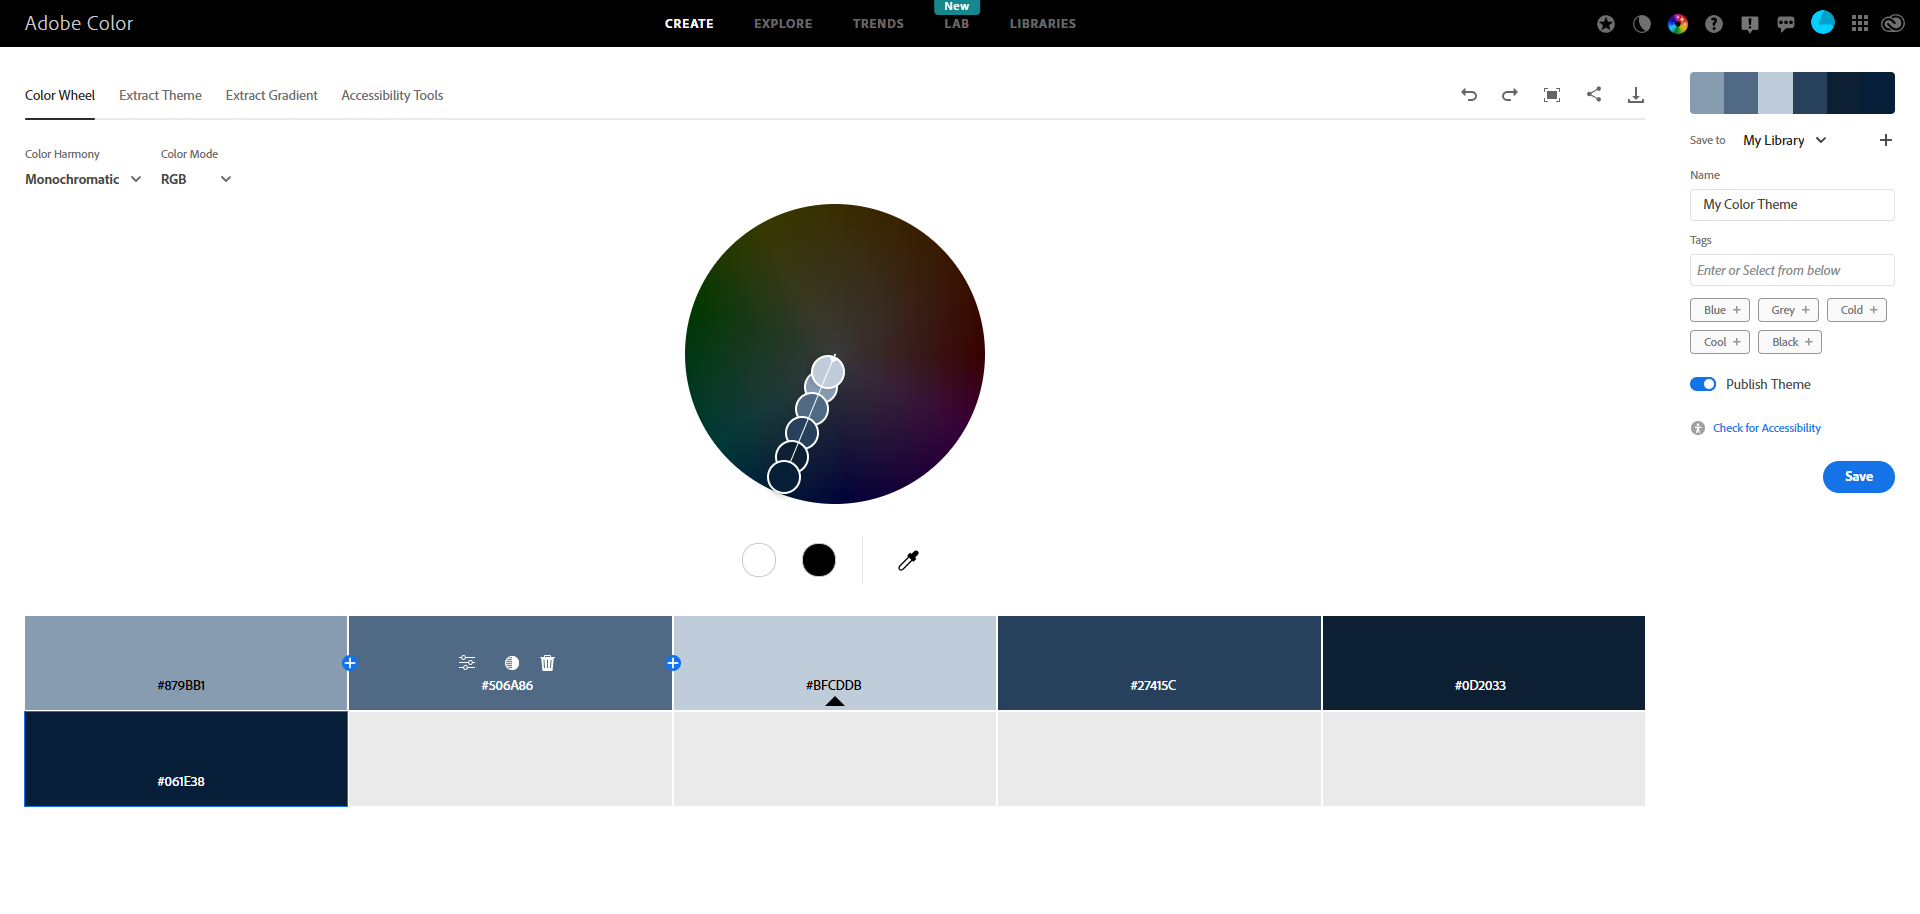 Adobe Color
CREATE
EXPLORE
TRENDS
New
LAB
LIBRARIES
Color Wheel
Extract Theme
Extract Gradient
Accessibility Tools
Color Harmony
Color Mode
Monochromatic
RGB
#879BB1
#506A86
#BFCDDB
#27415C
#0D2033
#061E38
Save to
My Library
Name
My Color Theme
Tags
Enter or Select from below
Blue +
Grey +
Cold +
Cool +
Black +
Publish Theme
Check for Accessibility
Save